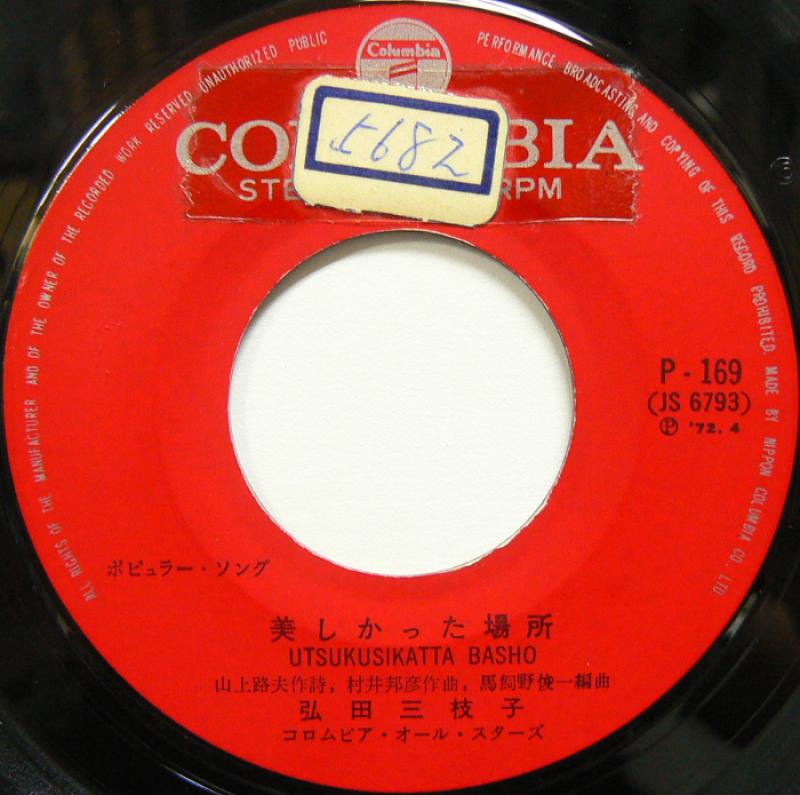 ALL RIGHTS OF THE MANUFACTURER AND OF THE OWNER OF THE RECORDED WORK RESERVED UNAUTHORIZED PUBLIC PERFORMANCE BROADCASTING AND COPYING OF THIS RECORD PROHIBITED. MADE BY NIPPON COLUMBIA CO., LTD
Columbia
5682
CO BIA
STE RPM
P - 169
(JS 6793)
Ⓟ '72. 4
ポピュラー・ソング
美しかった場所
UTSUKUSIKATTA BASHO
山上路夫作詩, 村井邦彦作曲, 馬飼野俊一編曲
弘田三枝子
コロムビア・オール・スターズ